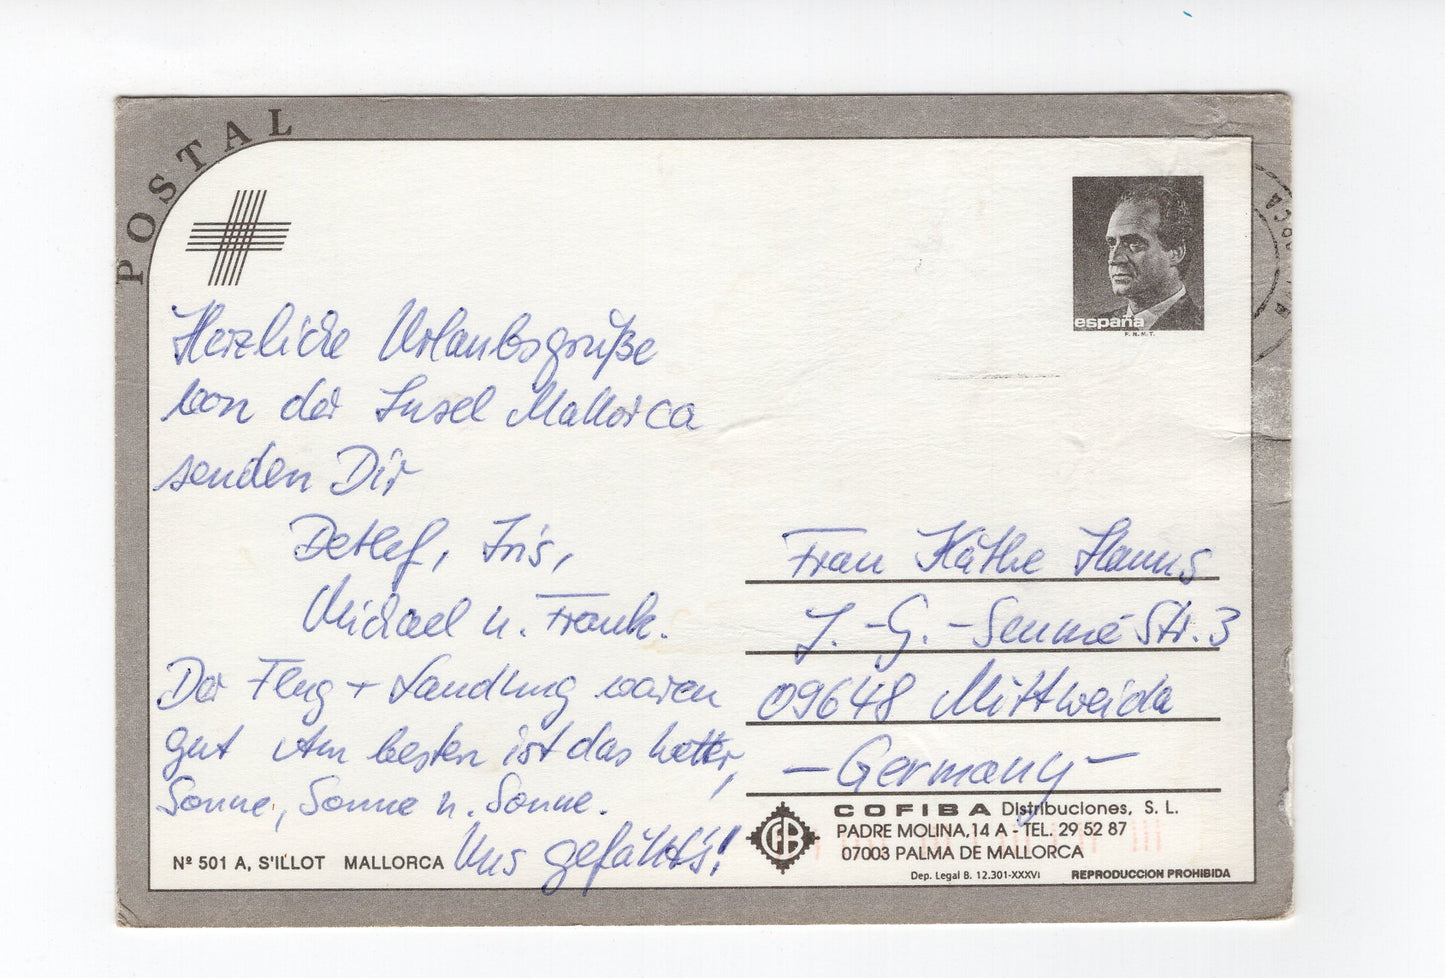 POSTAL
españa
F.N.M.T.
Herzliche Urlaubsgrüße
von der Insel Mallorca
senden Dir
Detlef, Iris,
Michael u. Frank.
Der Flug + Landung waren
gut Am besten ist das Wetter,
Sonne, Sonne u. Sonne.
Uns gefällt's!
Frau Käthe Hanns
J. - G. - Seume Str. 3
09648 Mittweida
- Germany -
COFIBA Distribuciones, S. L.
PADRE MOLINA, 14 A - TEL. 29 52 87
07003 PALMA DE MALLORCA
Dep. Legal B. 12.301-XXXVI REPRODUCCION PROHIBIDA
Nº 501 A, S'ILLOT MALLORCA